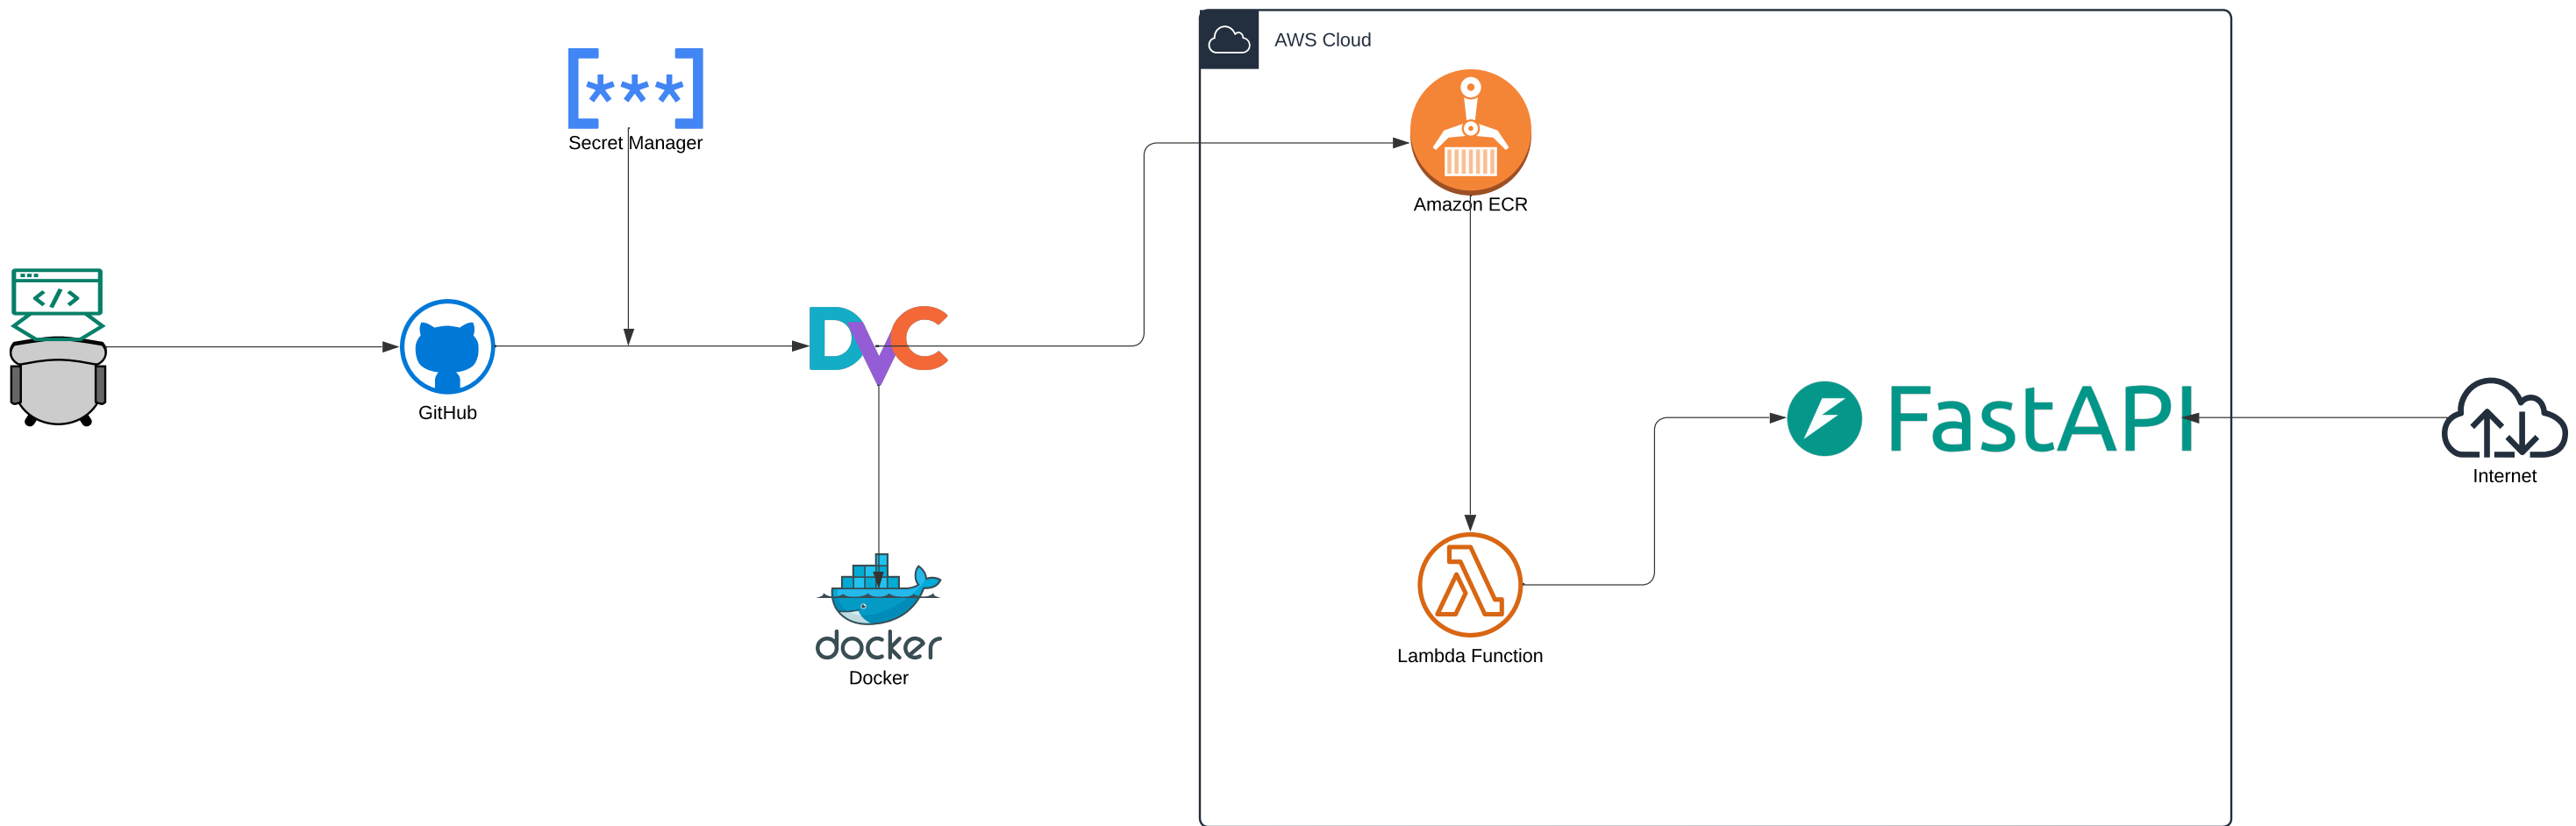 AWS Cloud
[***]
Secret Manager
Amazon ECR
</>
GitHub
DVC
FastAPI
Internet
docker
Docker
Lambda Function